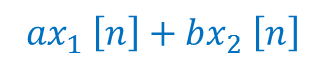 ax₁ [n] + bx₂ [n]